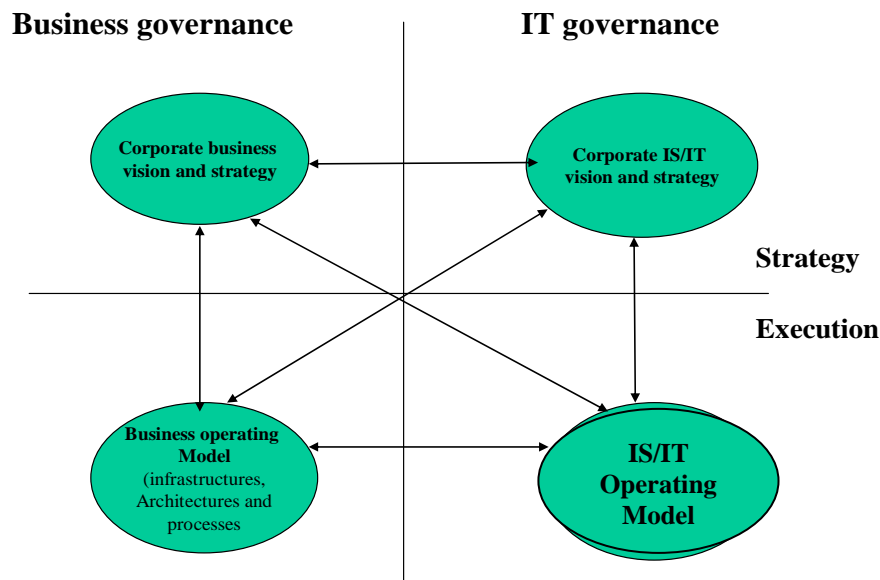 Business governance
IT governance
Corporate business
vision and strategy
Corporate IS/IT
vision and strategy
Strategy
Execution
Business operating
Model
(infrastructures,
Architectures and
processes
IS/IT
Operating
Model